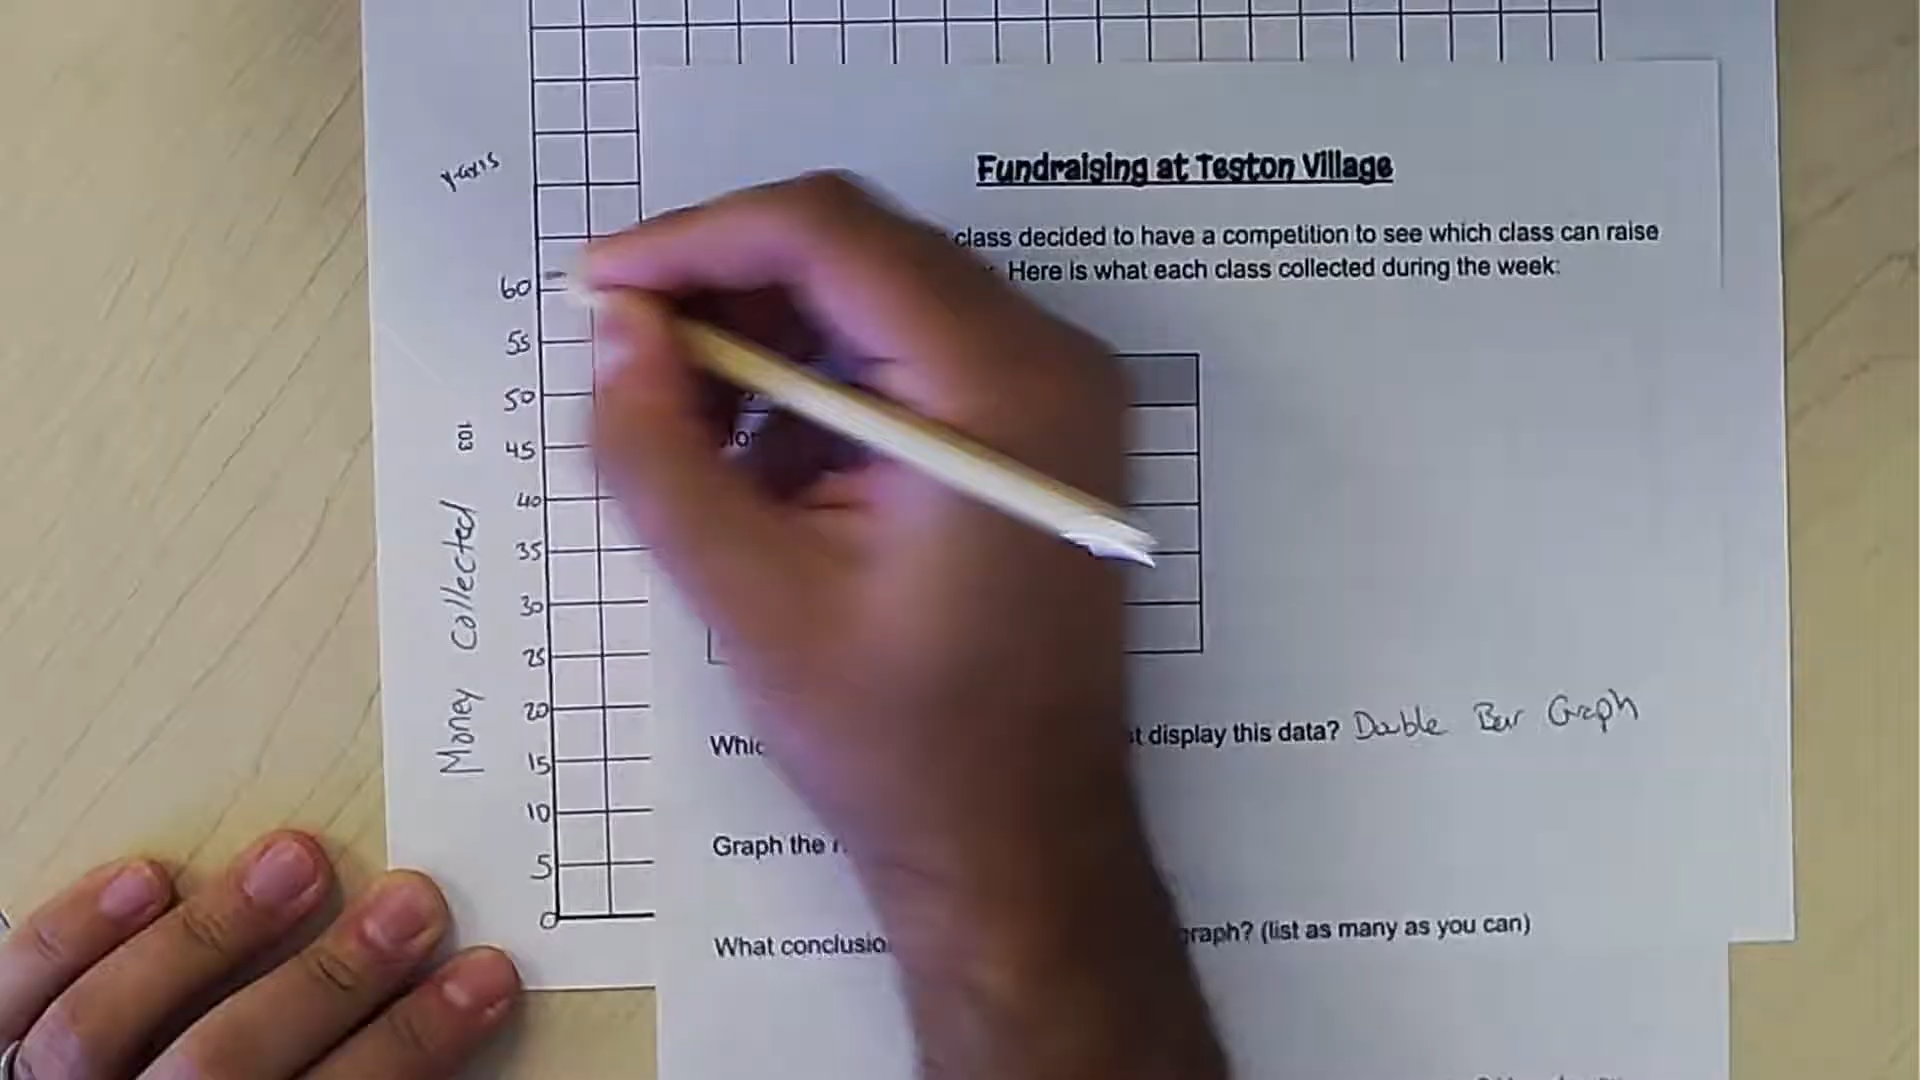 Fundraising at Teston Village
y-axis
class decided to have a competition to see which class can raise
Here is what each class collected during the week:
60
55
50
45
40
35
30
25
20
15
10
5
0
103
Money Collected
display this data? Double Bar Graph
Graph the
What
graph? (list as many as you can)